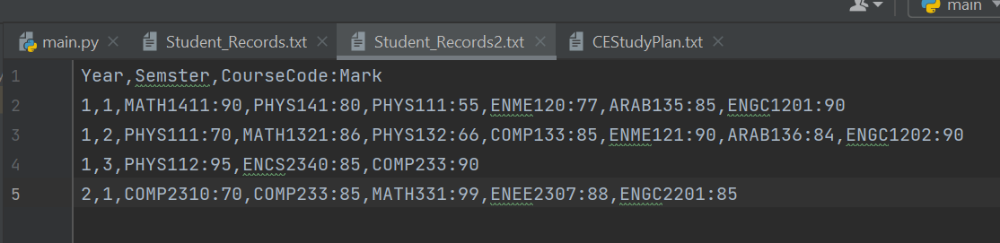 main
main.py
Student_Records.txt
Student_Records2.txt
CEStudyPlan.txt
1 Year,Semster,CourseCode:Mark
2 1,1,MATH1411:90,PHYS141:80,PHYS111:55,ENME120:77,ARAB135:85,ENGC1201:90
3 1,2,PHYS111:70,MATH1321:86,PHYS132:66,COMP133:85,ENME121:90,ARAB136:84,ENGC1202:90
4 1,3,PHYS112:95,ENCS2340:85,COMP233:90
5 2,1,COMP2310:70,COMP233:85,MATH331:99,ENEE2307:88,ENGC2201:85